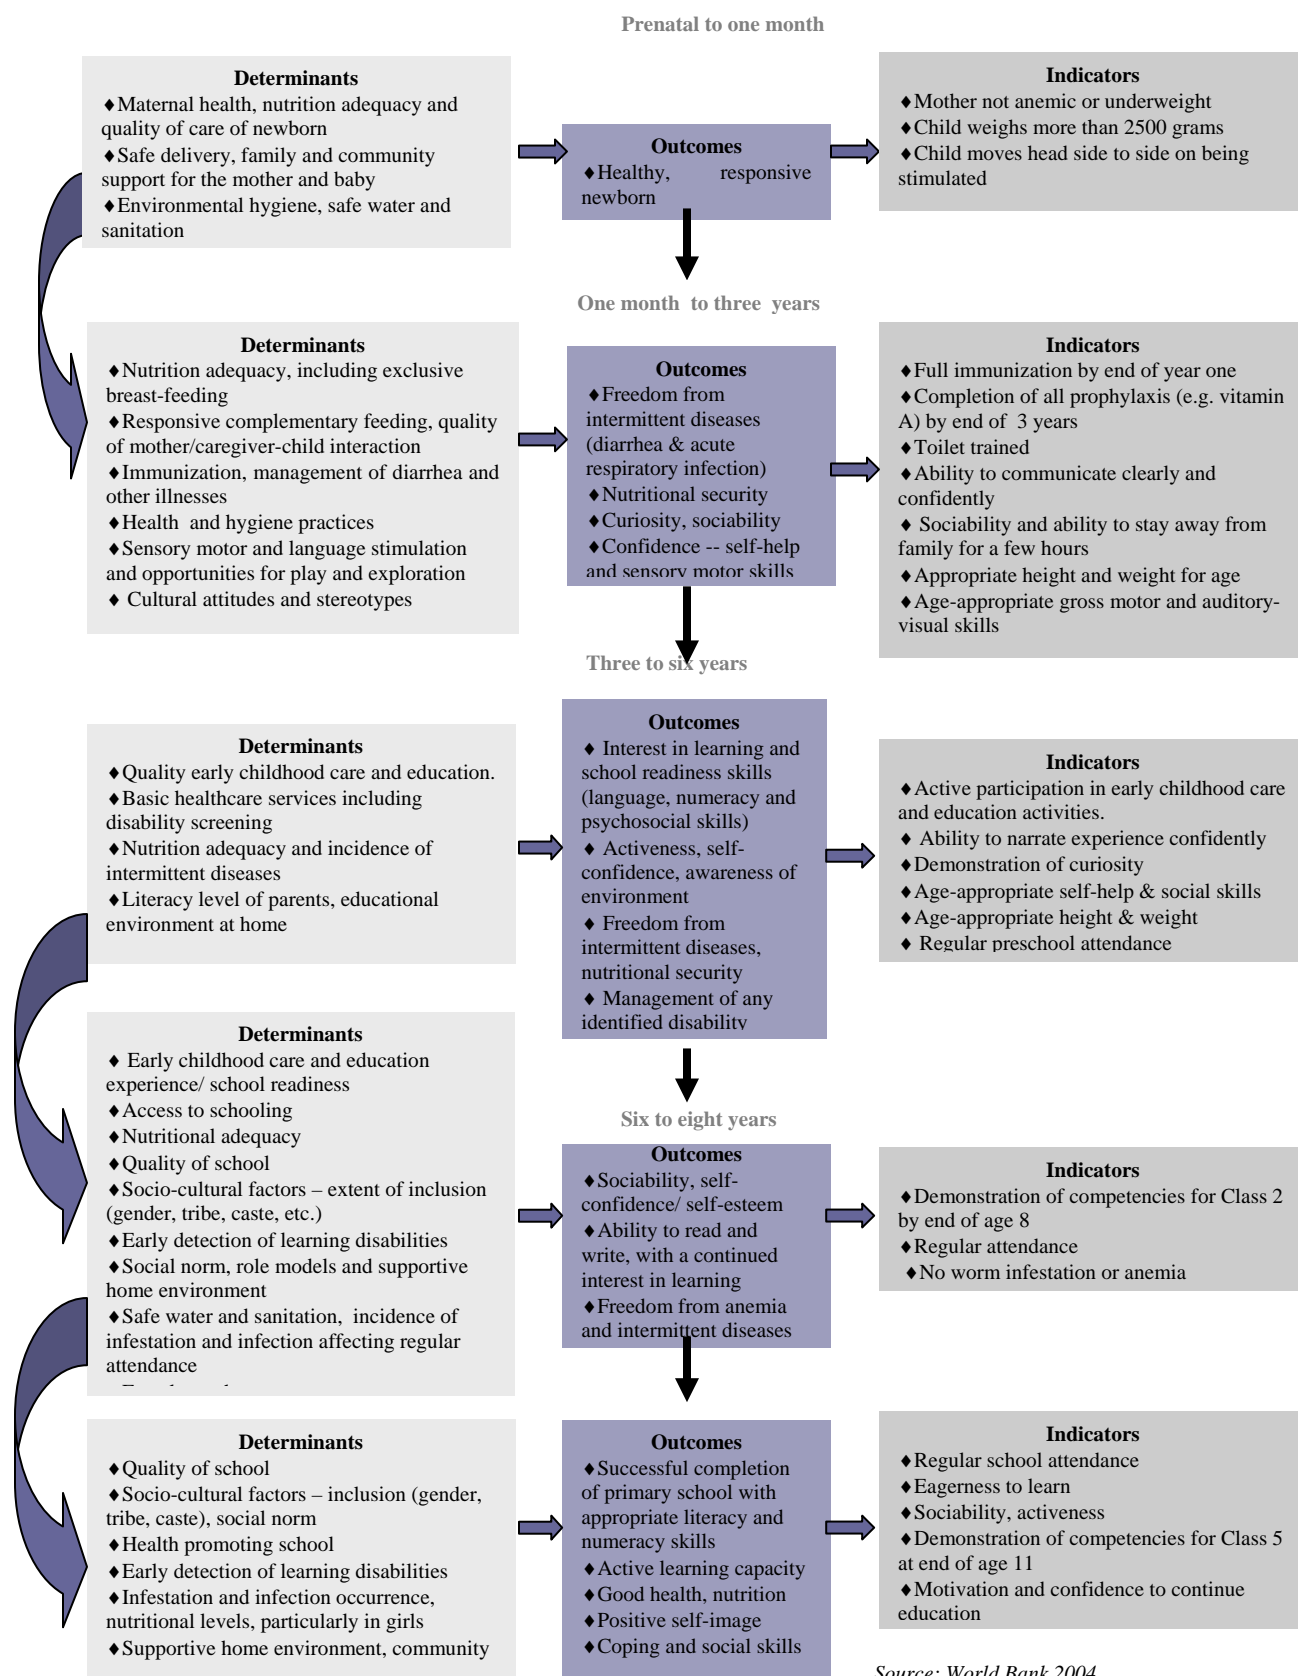 Prenatal to one month
Determinants
♦Maternal health, nutrition adequacy and
quality of care of newborn
♦Safe delivery, family and community
support for the mother and baby
♦Environmental hygiene, safe water and
sanitation
Outcomes
♦Healthy, responsive
newborn
Indicators
♦Mother not anemic or underweight
♦Child weighs more than 2500 grams
♦Child moves head side to side on being
stimulated
One month to three years
Determinants
♦Nutrition adequacy, including exclusive
breast-feeding
♦Responsive complementary feeding, quality
of mother/caregiver-child interaction
♦Immunization, management of diarrhea and
other illnesses
♦Health and hygiene practices
♦Sensory motor and language stimulation
and opportunities for play and exploration
♦ Cultural attitudes and stereotypes
Outcomes
♦Freedom from
intermittent diseases
(diarrhea & acute
respiratory infection)
♦Nutritional security
♦Curiosity, sociability
♦Confidence -- self-help
and sensory motor skills
Indicators
♦Full immunization by end of year one
♦Completion of all prophylaxis (e.g. vitamin
A) by end of 3 years
♦Toilet trained
♦Ability to communicate clearly and
confidently
♦ Sociability and ability to stay away from
family for a few hours
♦Appropriate height and weight for age
♦Age-appropriate gross motor and auditory-
visual skills
Three to six years
Determinants
♦Quality early childhood care and education.
♦Basic healthcare services including
disability screening
♦Nutrition adequacy and incidence of
intermittent diseases
♦Literacy level of parents, educational
environment at home
Outcomes
♦ Interest in learning and
school readiness skills
(language, numeracy and
psychosocial skills)
♦ Activeness, self-
confidence, awareness of
environment
♦ Freedom from
intermittent diseases,
nutritional security
♦ Management of any
identified disability
Indicators
♦Active participation in early childhood care
and education activities.
♦ Ability to narrate experience confidently
♦Demonstration of curiosity
♦Age-appropriate self-help & social skills
♦Age-appropriate height & weight
♦ Regular preschool attendance
Six to eight years
Determinants
♦ Early childhood care and education
experience/ school readiness
♦Access to schooling
♦Nutritional adequacy
♦Quality of school
♦Socio-cultural factors – extent of inclusion
(gender, tribe, caste, etc.)
♦Early detection of learning disabilities
♦Social norm, role models and supportive
home environment
♦Safe water and sanitation, incidence of
infestation and infection affecting regular
attendance
Outcomes
♦Sociability, self-
confidence/ self-esteem
♦Ability to read and
write, with a continued
interest in learning
♦Freedom from anemia
and intermittent diseases
Indicators
♦Demonstration of competencies for Class 2
by end of age 8
♦Regular attendance
♦No worm infestation or anemia
Determinants
♦Quality of school
♦Socio-cultural factors – inclusion (gender,
tribe, caste), social norm
♦Health promoting school
♦Early detection of learning disabilities
♦Infestation and infection occurrence,
nutritional levels, particularly in girls
♦Supportive home environment, community
Outcomes
♦Successful completion
of primary school with
appropriate literacy and
numeracy skills
♦Active learning capacity
♦Good health, nutrition
♦Positive self-image
♦Coping and social skills
Indicators
♦Regular school attendance
♦Eagerness to learn
♦Sociability, activeness
♦Demonstration of competencies for Class 5
at end of age 11
♦Motivation and confidence to continue
education
Source: World Bank 2004